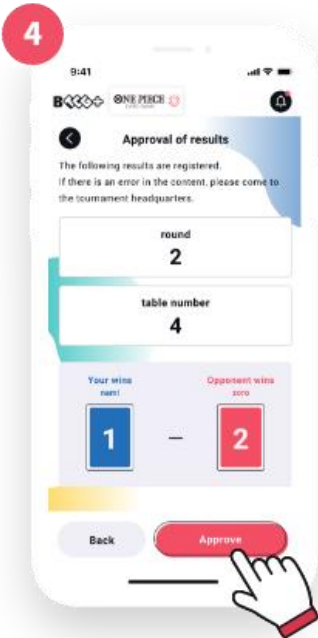 4
9:41
ONE PIECE
Approval of results
The following results are registered.
If there is an error in the content, please come to
the tournament headquarters.
round
2
table number
4
Your wins Opponent wins
nami zoro
1 – 2
Back Approve